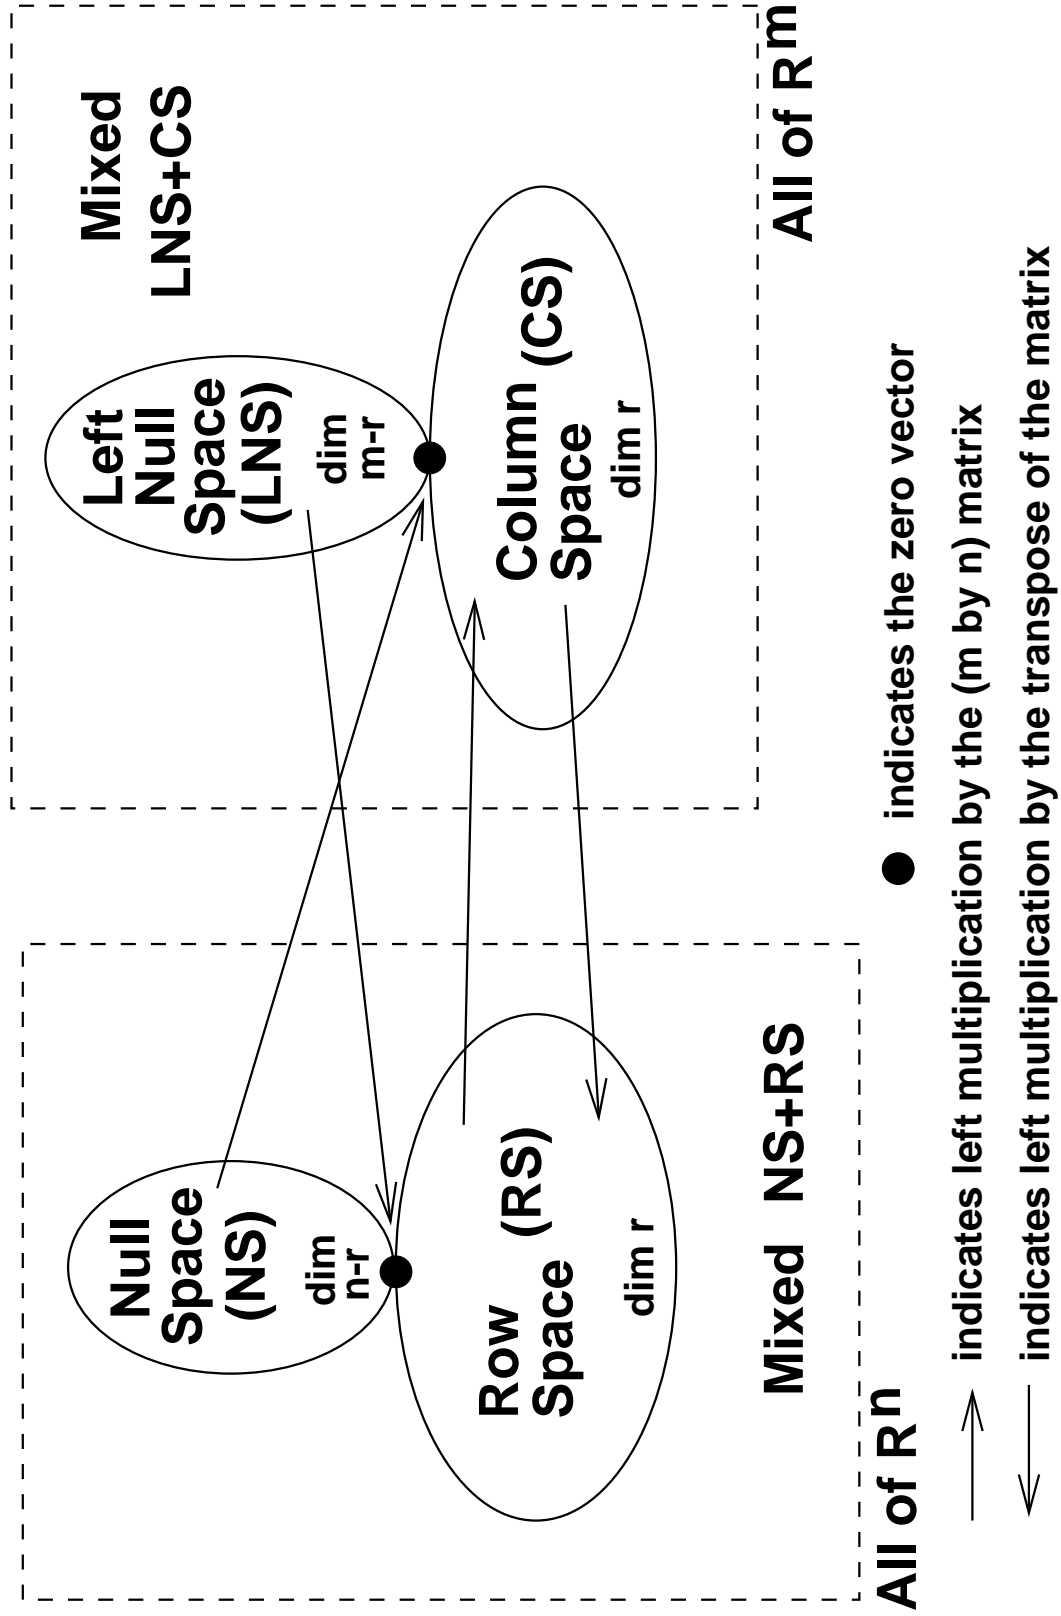 Null
Space
(NS)
dim
n-r
Row
Space (RS)
dim r
Mixed NS+RS
All of Rⁿ
Left
Null
Space
(LNS)
dim
m-r
Mixed
LNS+CS
Column (CS)
Space
dim r
All of Rᵐ
indicates the zero vector
indicates left multiplication by the (m by n) matrix
indicates left multiplication by the transpose of the matrix